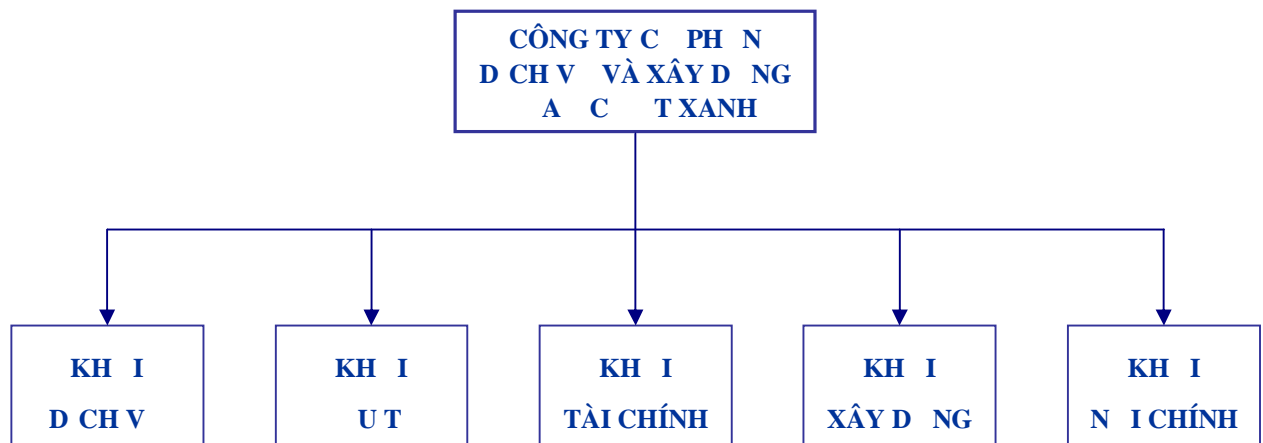 CÔNG TY C PH N
D CH V VÀ XÂY D NG
A C T XANH
KH I
D CH V
KH I
U T
KH I
TÀI CHÍNH
KH I
XÂY D NG
KH I
N I CHÍNH